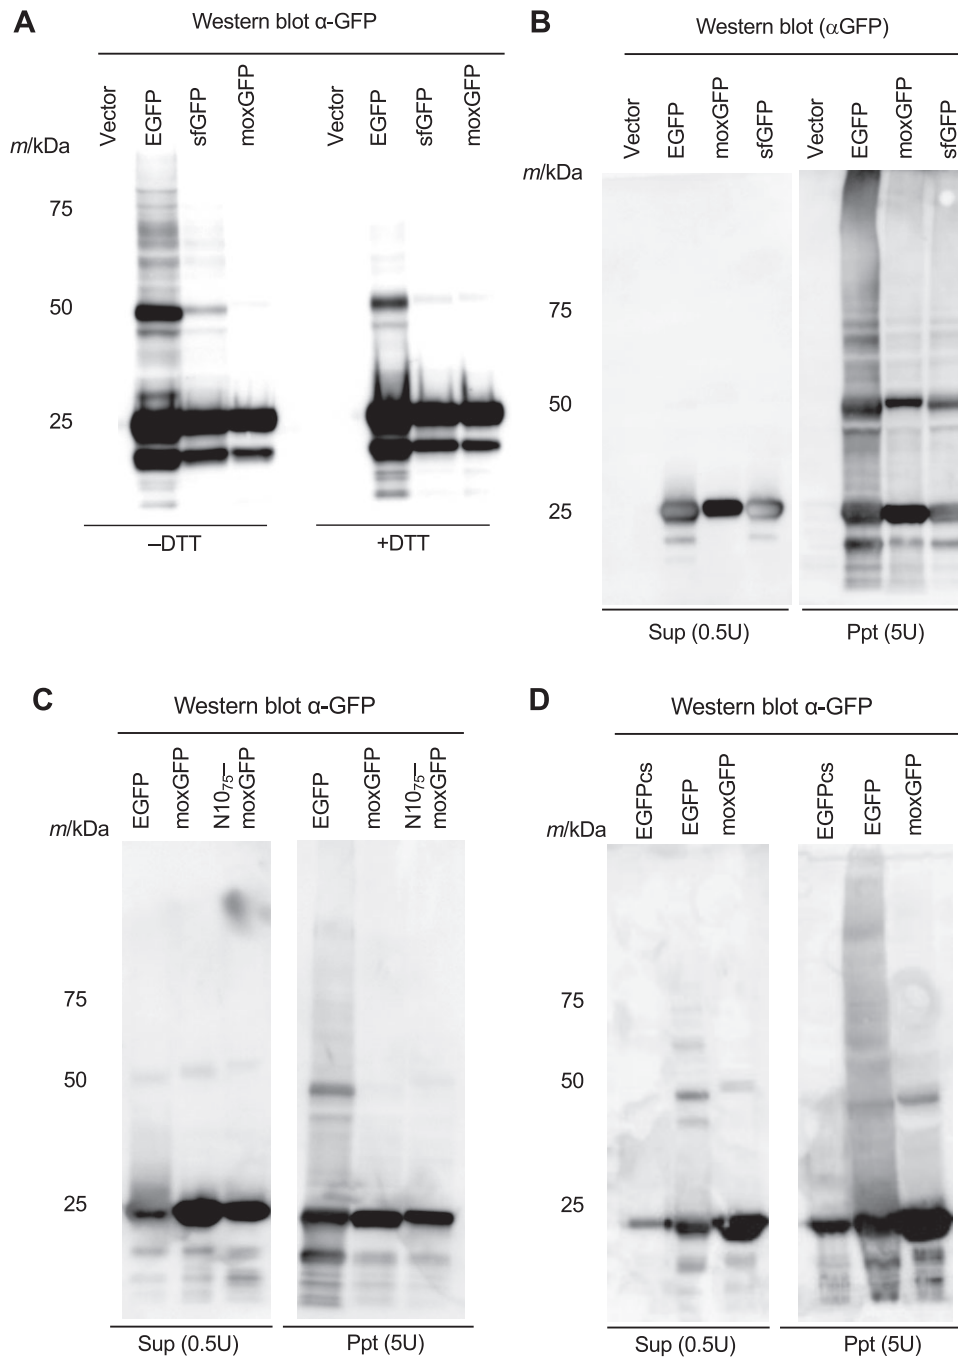 A
Western blot α-GFP
Vector
EGFP
sfGFP
moxGFP
Vector
EGFP
sfGFP
moxGFP
m/kDa
75
50
25
–DTT
+DTT
B
Western blot (αGFP)
Vector
EGFP
moxGFP
sfGFP
Vector
EGFP
moxGFP
sfGFP
m/kDa
75
50
25
Sup (0.5U)
Ppt (5U)
C
Western blot α-GFP
EGFP
moxGFP
N10₇₅–
moxGFP
EGFP
moxGFP
N10₇₅–
moxGFP
m/kDa
75
50
25
Sup (0.5U)
Ppt (5U)
D
Western blot α-GFP
EGFPcs
EGFP
moxGFP
EGFPcs
EGFP
moxGFP
m/kDa
75
50
25
Sup (0.5U)
Ppt (5U)